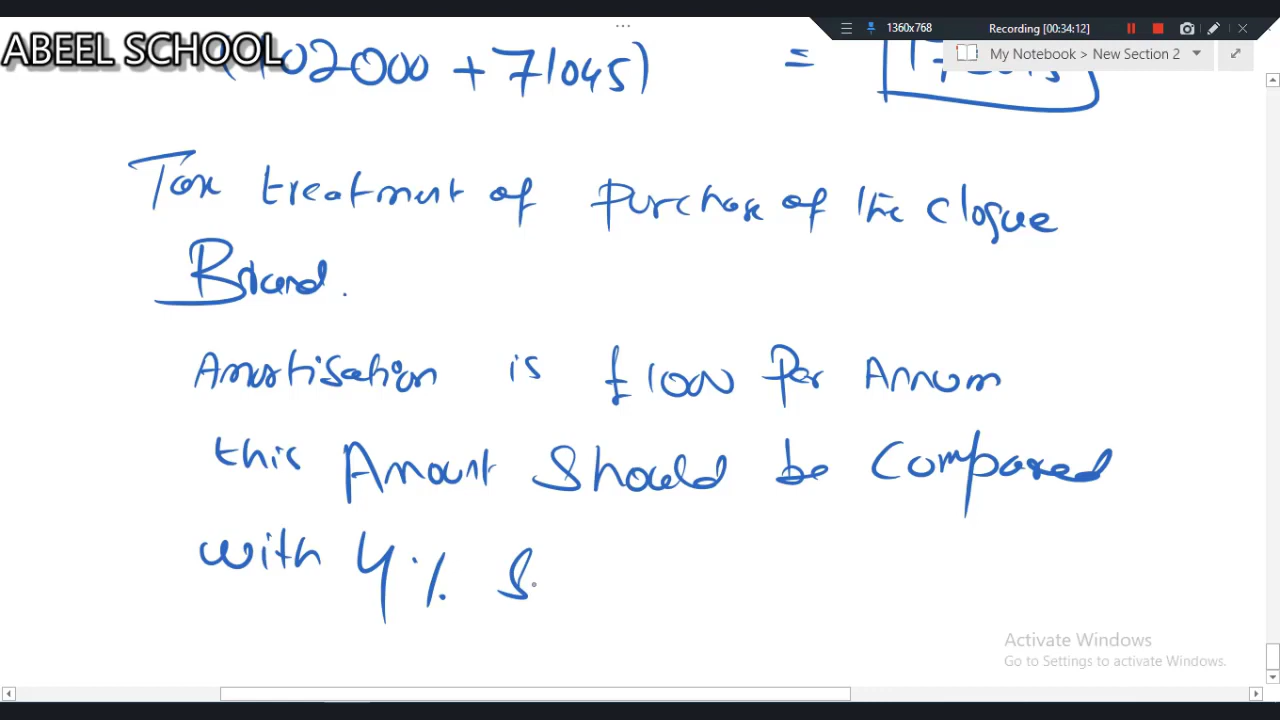 1360x768
Recording [00:34:12]
ABEEL SCHOOL
My Notebook > New Section 2
102000 + 71045) =
Tax treatment of Purchase of the clogue
Brand.
Amortisation is £1000 Per Annum
this Amount Should be Compared
with 4% S
Activate Windows
Go to Settings to activate Windows.